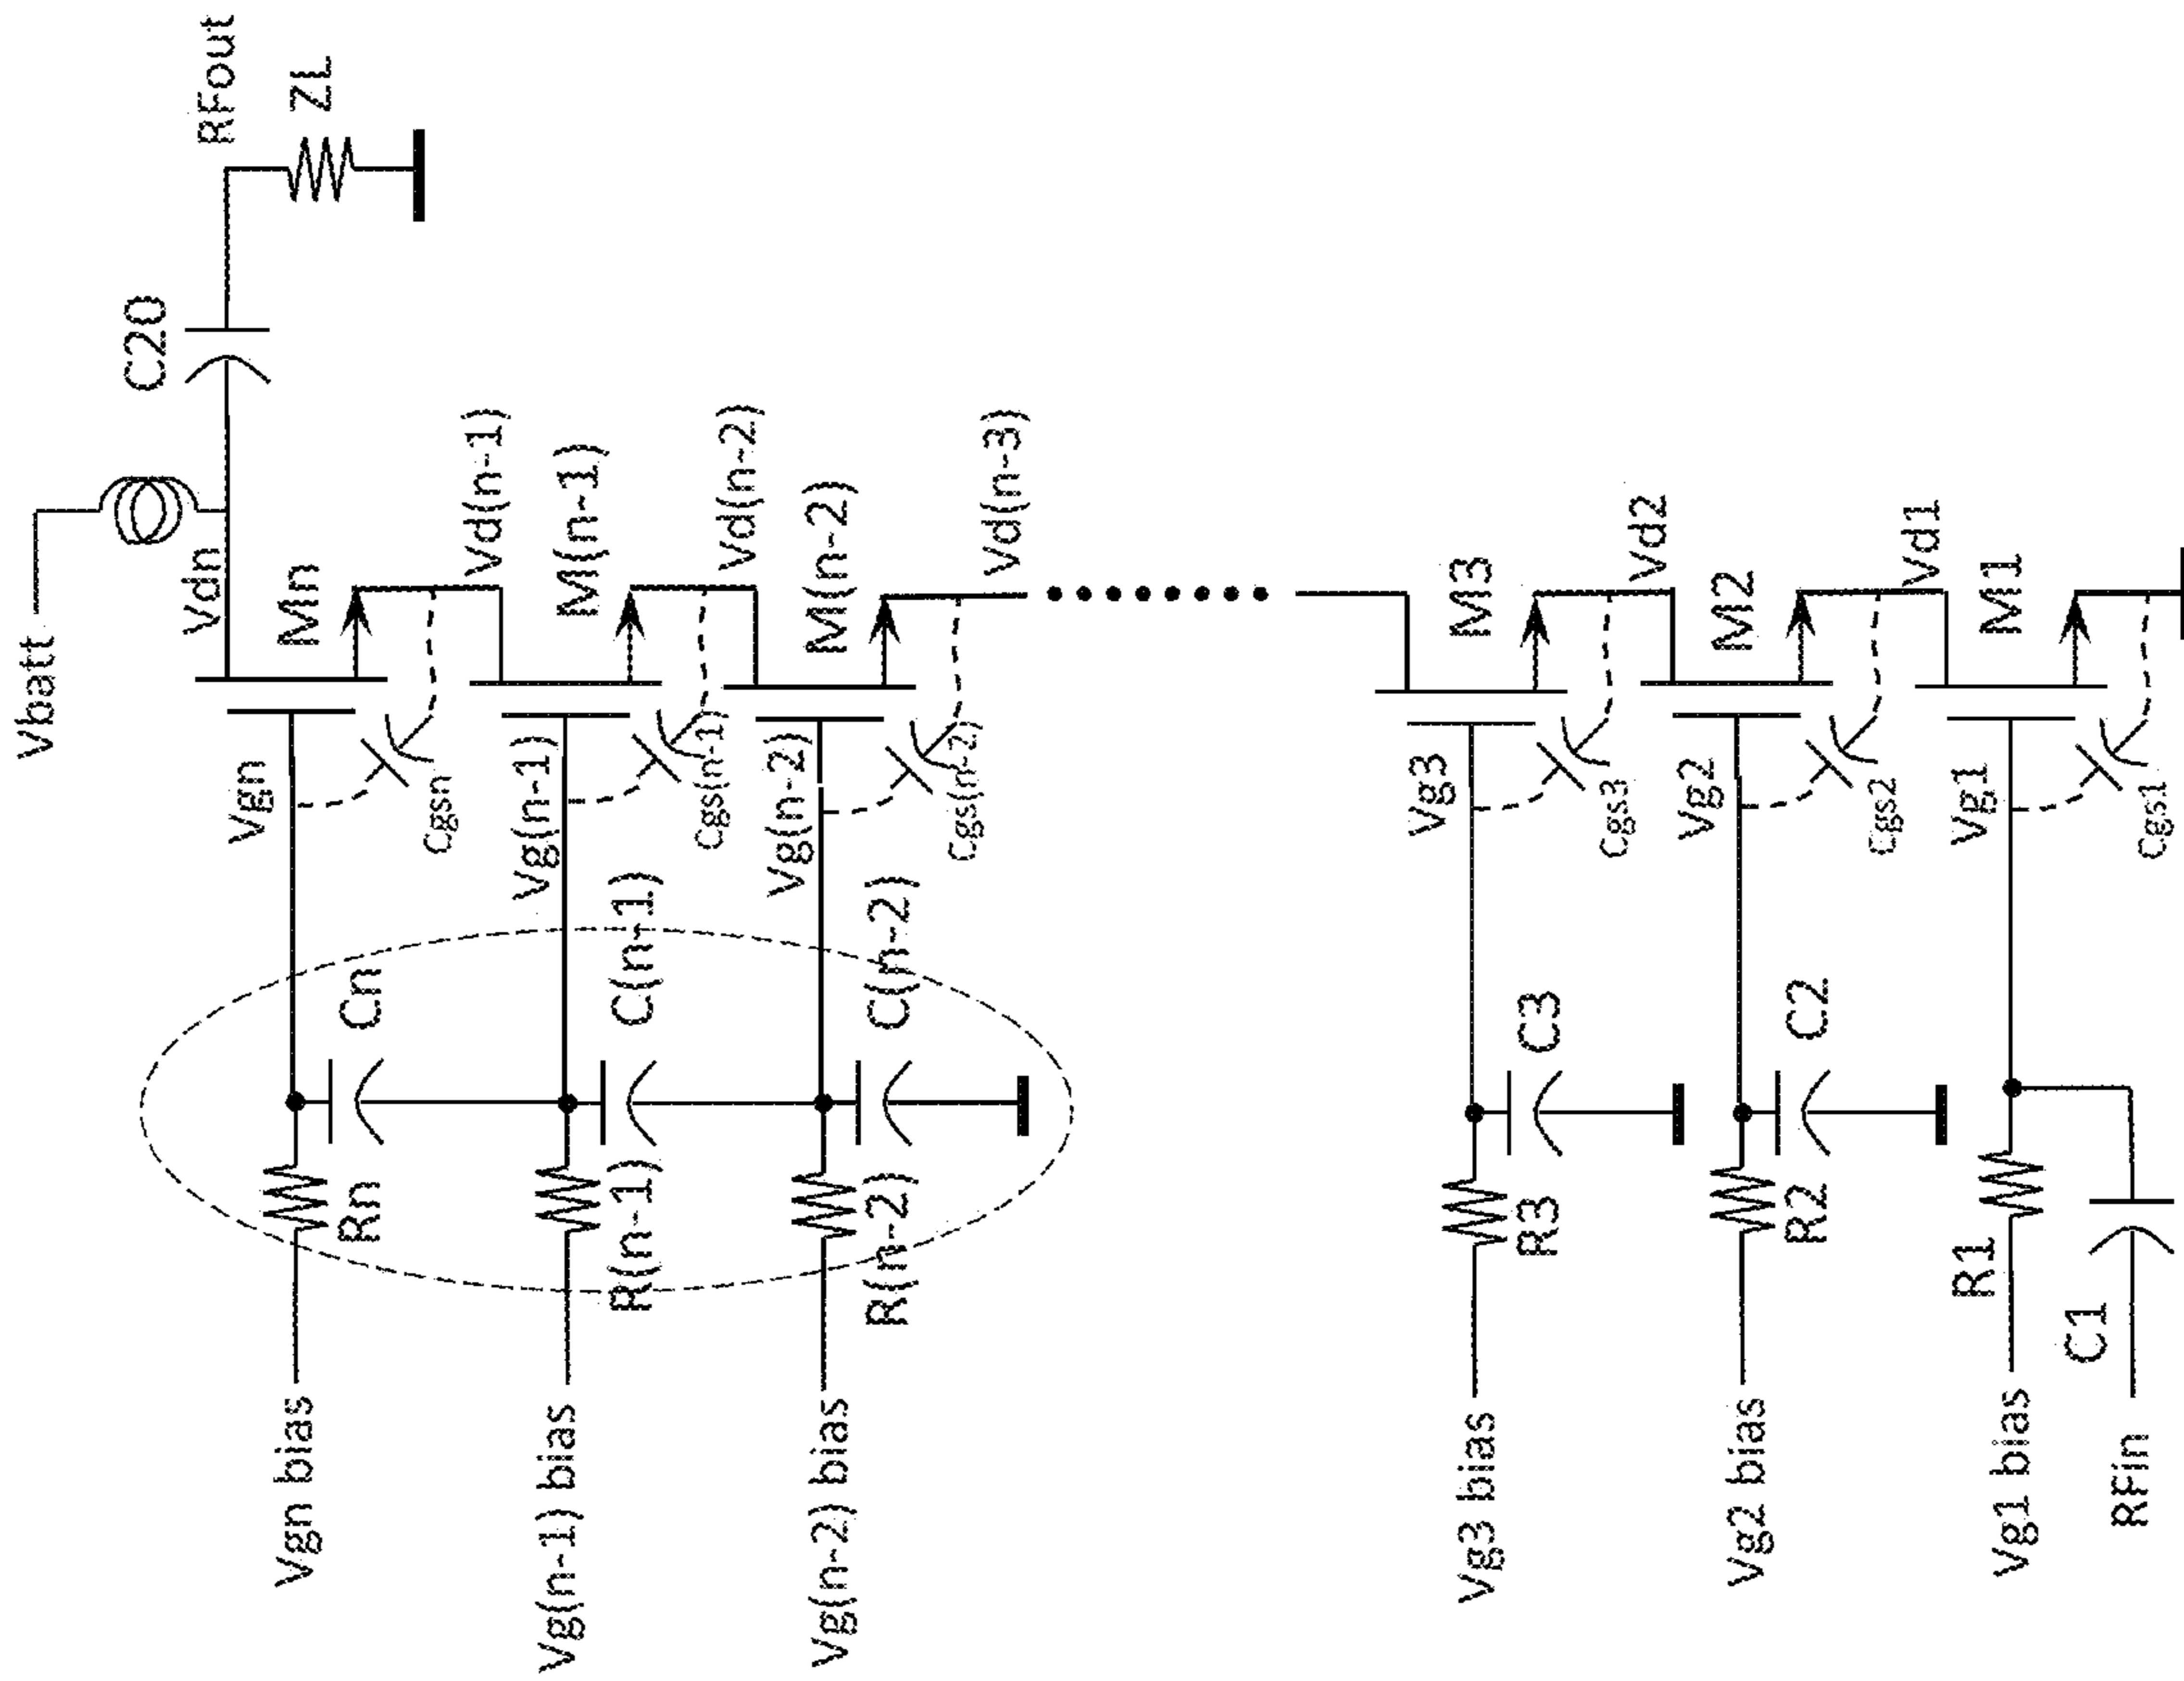 Vbatt
C20
RFout
ZL
Vdn
Mn
Vgn
Cgsn
Vd(n-1)
Vgn bias
Rn
Cn
M(n-1)
Vg(n-1)
Cgs(n-1)
Vd(n-2)
Vg(n-1) bias
R(n-1)
C(n-1)
M(n-2)
Vg(n-2)
Cgs(n-2)
Vd(n-3)
Vg(n-2) bias
R(n-2)
C(n-2)
M3
Vg3
Cgs3
Vd2
Vg3 bias
R3
C3
M2
Vg2
Cgs2
Vd1
Vg2 bias
R2
C2
M1
Vg1
Cgs1
Vg1 bias
R1
C1
RFin